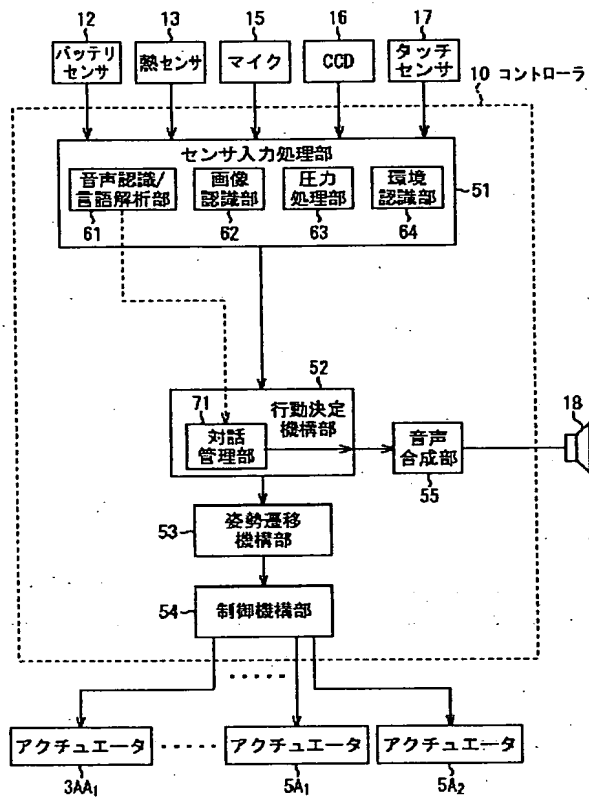 12
13
15
16
17
バッテリ
センサ
熱センサ
マイク
CCD
タッチ
センサ
10 コントローラ
センサ入力処理部
音声認識/
言語解析部
画像
認識部
圧力
処理部
環境
認識部
51
61
62
63
64
52
71
行動決定
機構部
対話
管理部
音声
合成部
18
55
53
姿勢遷移
機構部
54
制御機構部
アクチュエータ
アクチュエータ
アクチュエータ
3AA₁
5A₁
5A₂